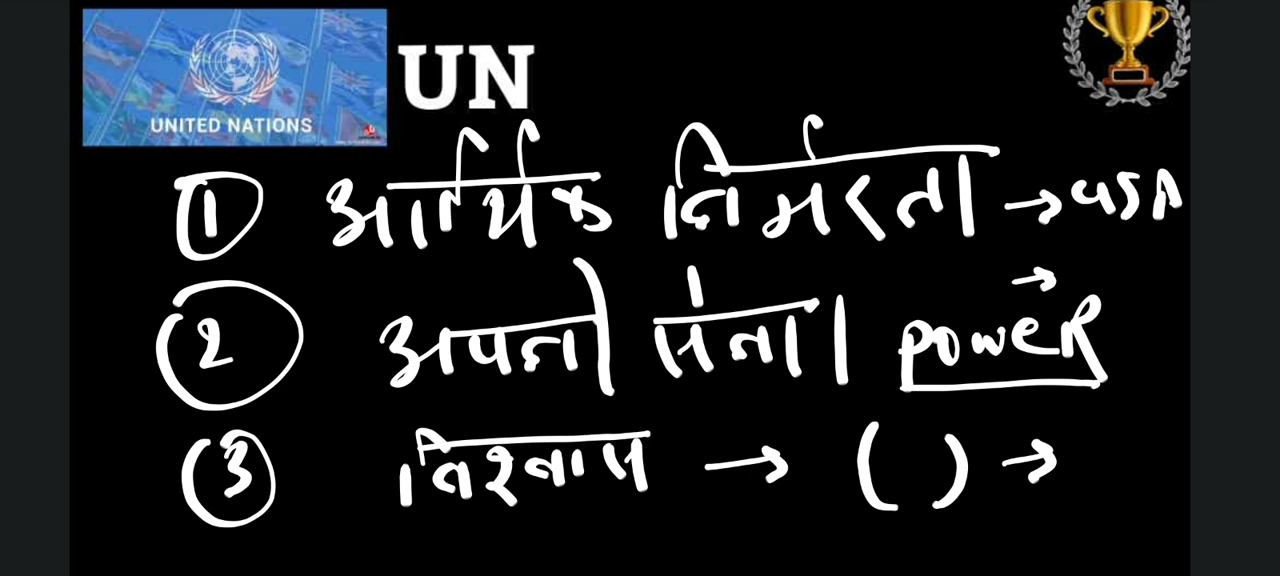 UN
UNITED NATIONS
① आर्थिक निर्भरता → USA
② अपनी सेना। → power
③ विश्वास → ( ) →